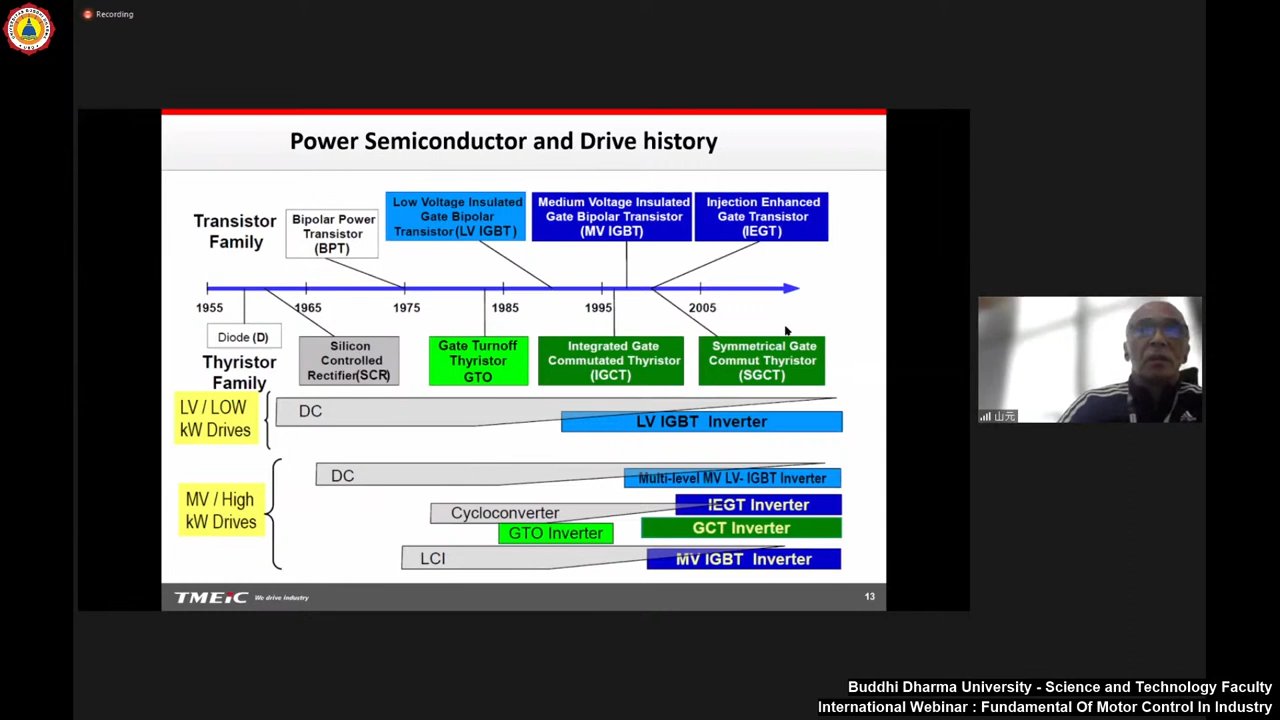 Recording
Power Semiconductor and Drive history
Transistor
Family
Bipolar Power
Transistor
(BPT)
Low Voltage Insulated
Gate Bipolar
Transistor (LV IGBT)
Medium Voltage Insulated
Gate Bipolar Transistor
(MV IGBT)
Injection Enhanced
Gate Transistor
(IEGT)
1955
1965
1975
1985
1995
2005
Diode (D)
Thyristor
Family
Silicon
Controlled
Rectifier(SCR)
Gate Turnoff
Thyristor
GTO
Integrated Gate
Commutated Thyristor
(IGCT)
Symmetrical Gate
Commut Thyristor
(SGCT)
LV / LOW
kW Drives
DC
LV IGBT Inverter
MV / High
kW Drives
DC
Multi-level MV LV- IGBT Inverter
Cycloconverter
IEGT Inverter
GTO Inverter
GCT Inverter
LCI
MV IGBT Inverter
TMEiC We drive industry
13
山元
Buddhi Dharma University - Science and Technology Faculty
International Webinar : Fundamental Of Motor Control In Industry